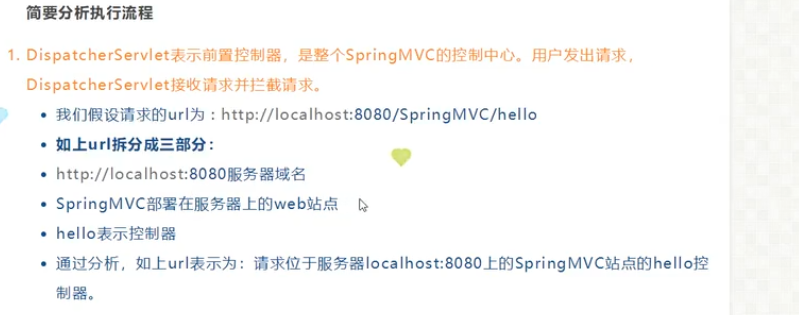 简要分析执行流程
1. DispatcherServlet表示前置控制器，是整个SpringMVC的控制中心。用户发出请求，
DispatcherServlet接收请求并拦截请求。
• 我们假设请求的url为 : http://localhost:8080/SpringMVC/hello
• 如上url拆分成三部分：
• http://localhost:8080服务器域名
• SpringMVC部署在服务器上的web站点
• hello表示控制器
• 通过分析，如上url表示为：请求位于服务器localhost:8080上的SpringMVC站点的hello控
制器。